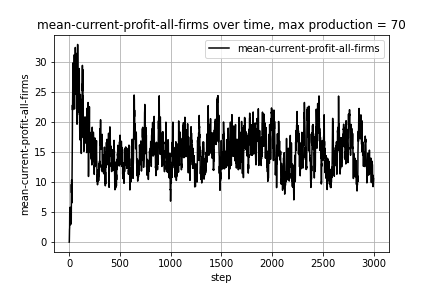 mean-current-profit-all-firms over time, max production = 70
mean-current-profit-all-firms
30
25
20
15
10
5
0
mean-current-profit-all-firms
0 500 1000 1500 2000 2500 3000
step